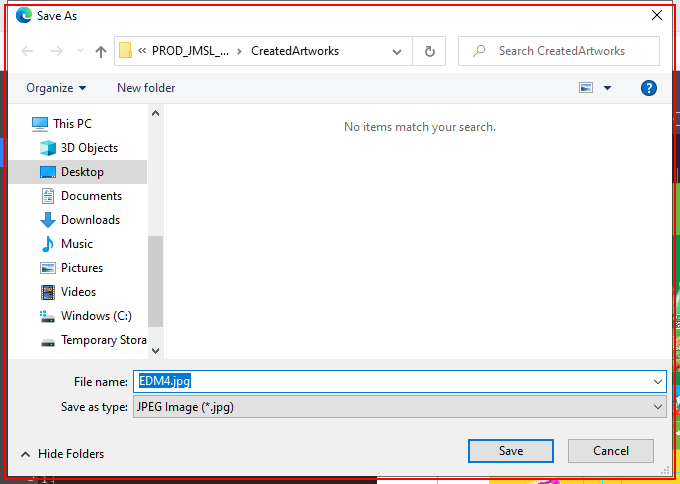 Save As
« PROD_JMSL_... > CreatedArtworks
Search CreatedArtworks
Organize
New folder
This PC
3D Objects
Desktop
Documents
Downloads
Music
Pictures
Videos
Windows (C:)
Temporary Stora
No items match your search.
File name: EDM4.jpg
Save as type: JPEG Image (*.jpg)
Hide Folders
Save
Cancel